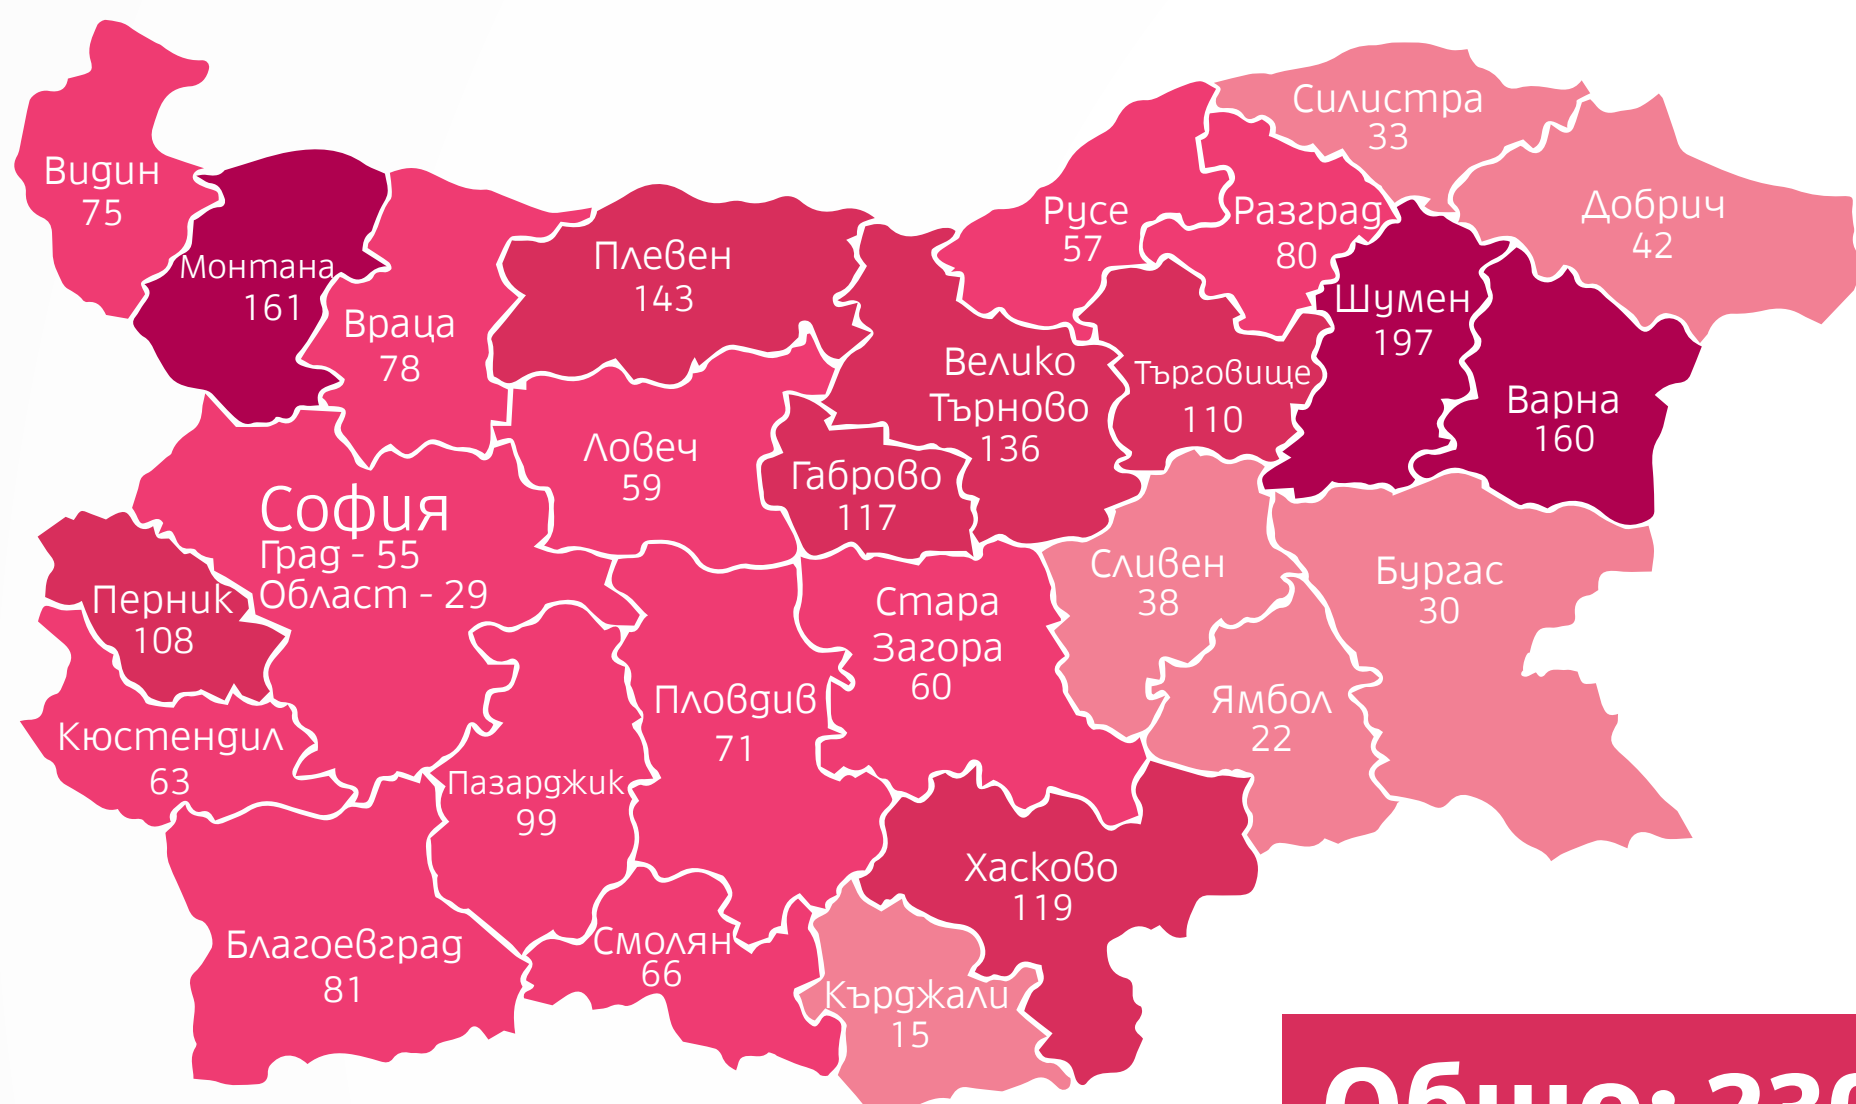 Видин
75
Монтана
161
Враца
78
Плевен
143
Велико
Търново
136
Русе
57
Разград
80
Силистра
33
Добрич
42
Шумен
197
Варна
160
Търговище
110
Ловеч
59
Габрово
117
София
Град - 55
Област - 29
Перник
108
Кюстендил
63
Благоевград
81
Пазарджик
99
Пловдив
71
Смолян
66
Стара
Загора
60
Сливен
38
Бургас
30
Ямбол
22
Хасково
119
Кърджали
15